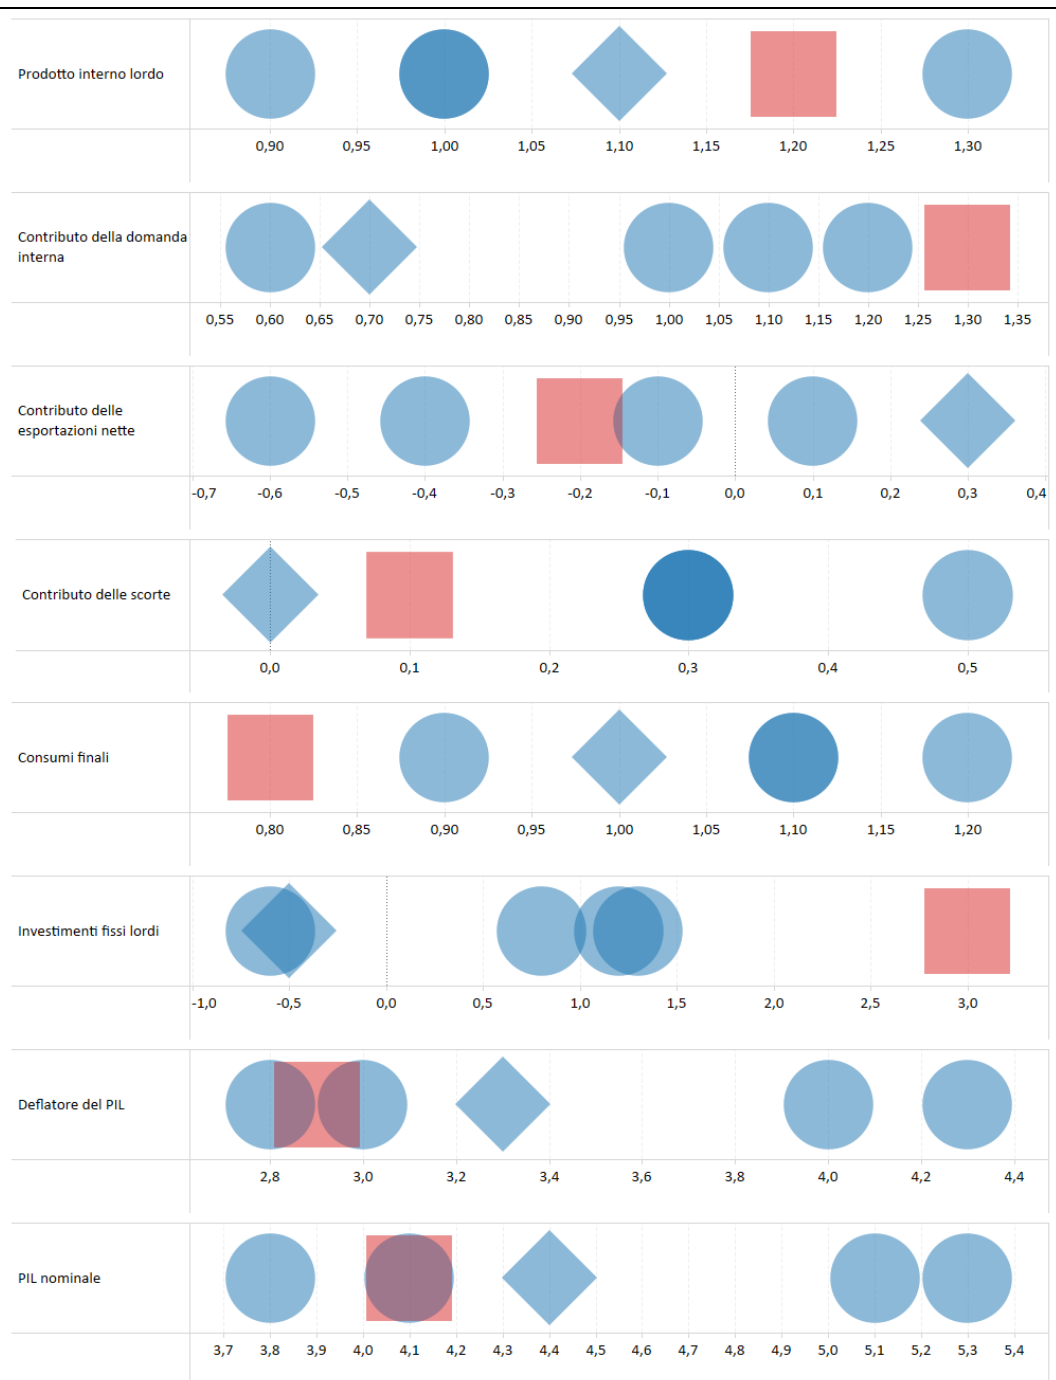 Prodotto interno lordo
0,90 0,95 1,00 1,05 1,10 1,15 1,20 1,25 1,30
Contributo della domanda
interna
0,55 0,60 0,65 0,70 0,75 0,80 0,85 0,90 0,95 1,00 1,05 1,10 1,15 1,20 1,25 1,30 1,35
Contributo delle
esportazioni nette
-0,7 -0,6 -0,5 -0,4 -0,3 -0,2 -0,1 0,0 0,1 0,2 0,3 0,4
Contributo delle scorte
0,0 0,1 0,2 0,3 0,4 0,5
Consumi finali
0,80 0,85 0,90 0,95 1,00 1,05 1,10 1,15 1,20
Investimenti fissi lordi
-1,0 -0,5 0,0 0,5 1,0 1,5 2,0 2,5 3,0
Deflatore del PIL
2,8 3,0 3,2 3,4 3,6 3,8 4,0 4,2 4,4
PIL nominale
3,7 3,8 3,9 4,0 4,1 4,2 4,3 4,4 4,5 4,6 4,7 4,8 4,9 5,0 5,1 5,2 5,3 5,4